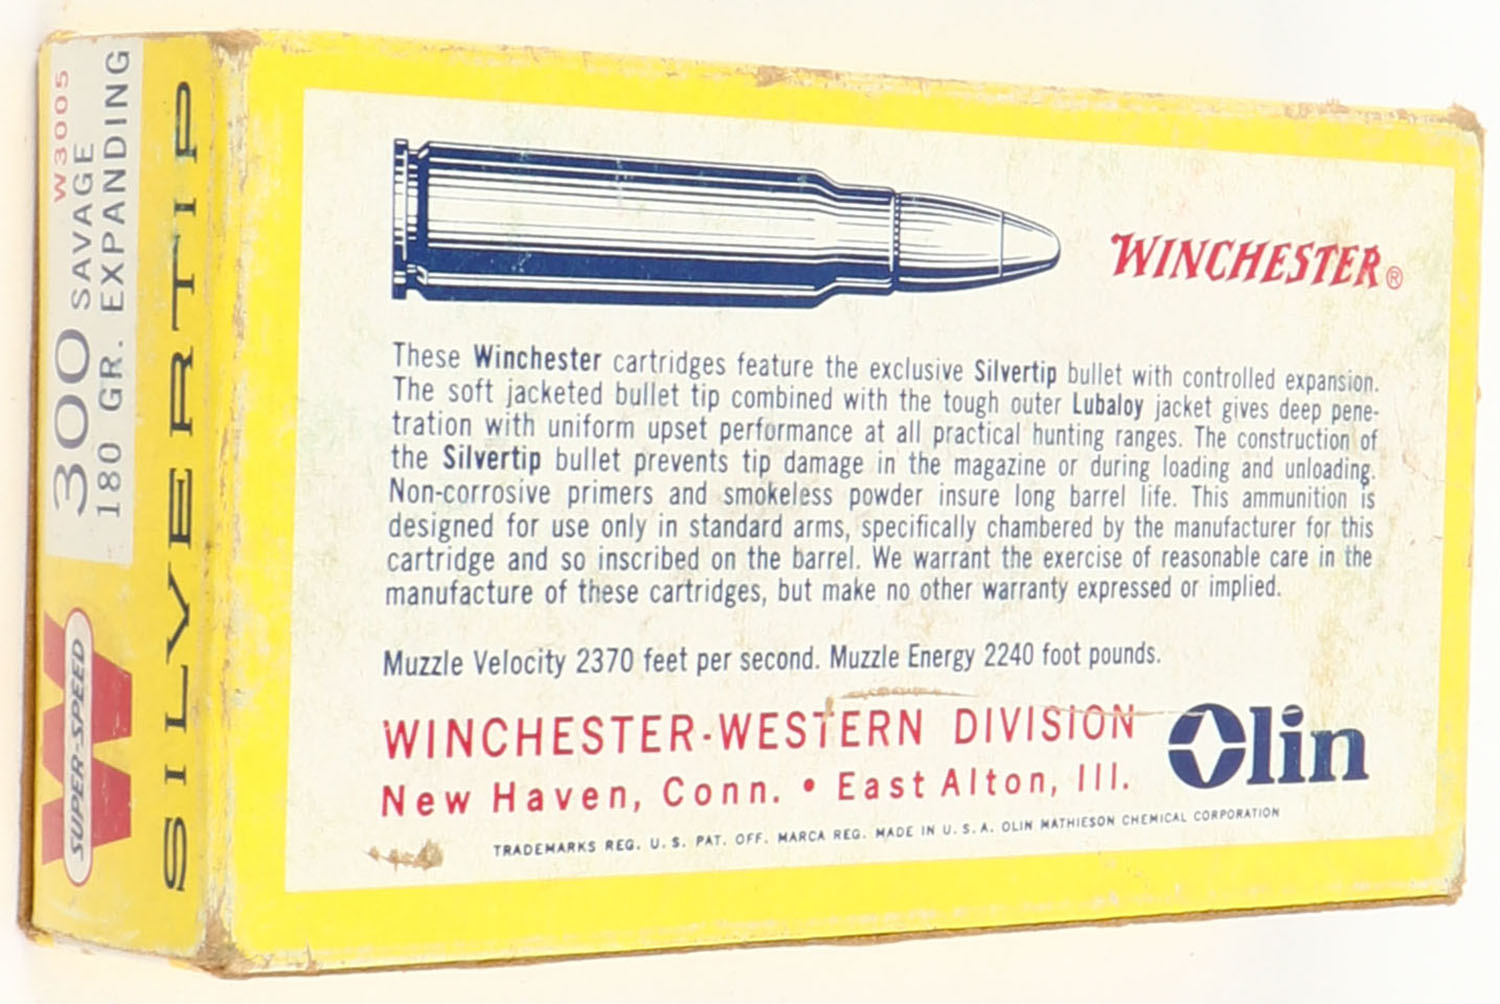 W3005
300 SAVAGE
180 GR. EXPANDING
W
SUPER-SPEED
SILVERTIP
WINCHESTER®
These Winchester cartridges feature the exclusive Silvertip bullet with controlled expansion.
The soft jacketed bullet tip combined with the tough outer Lubaloy jacket gives deep pene-
tration with uniform upset performance at all practical hunting ranges. The construction of
the Silvertip bullet prevents tip damage in the magazine or during loading and unloading.
Non-corrosive primers and smokeless powder insure long barrel life. This ammunition is
designed for use only in standard arms, specifically chambered by the manufacturer for this
cartridge and so inscribed on the barrel. We warrant the exercise of reasonable care in the
manufacture of these cartridges, but make no other warranty expressed or implied.
Muzzle Velocity 2370 feet per second. Muzzle Energy 2240 foot pounds.
WINCHESTER-WESTERN DIVISION
New Haven, Conn. • East Alton, Ill.
Olin
TRADEMARKS REG. U. S. PAT. OFF. MARCA REG. MADE IN U. S. A. OLIN MATHIESON CHEMICAL CORPORATION